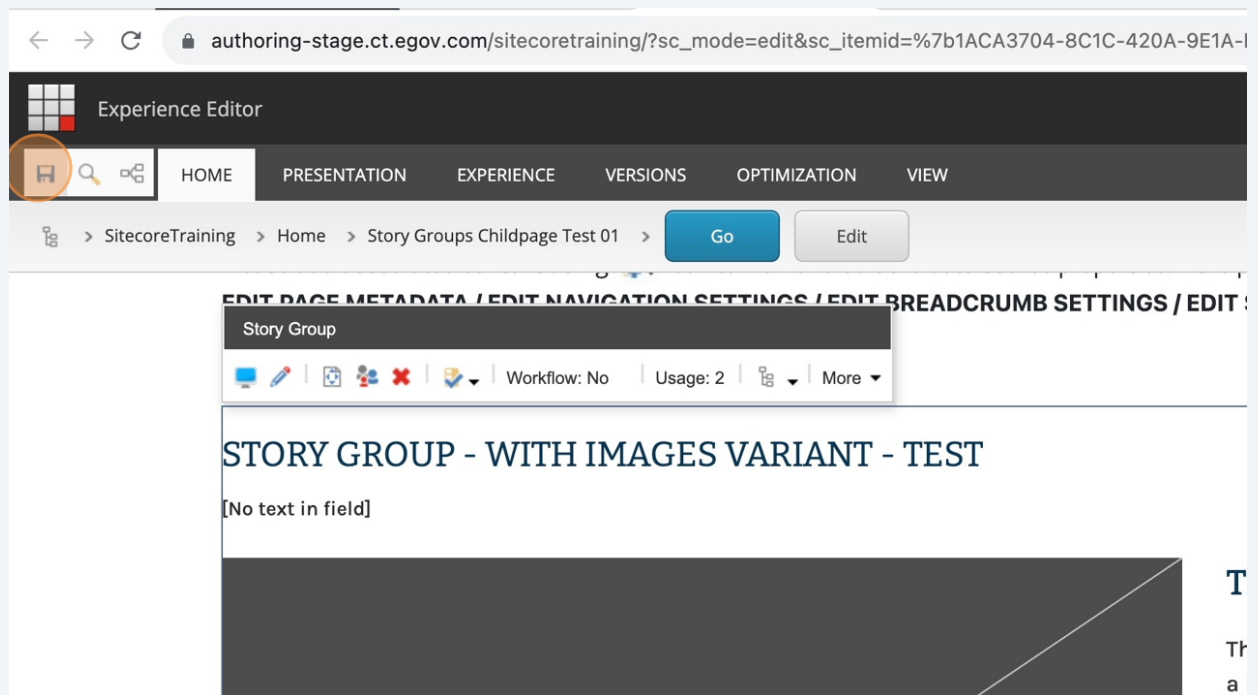 authoring-stage.ct.egov.com/sitecoretraining/?sc_mode=edit&sc_itemid=%7b1ACA3704-8C1C-420A-9E1A-
Experience Editor
HOME PRESENTATION EXPERIENCE VERSIONS OPTIMIZATION VIEW
> SitecoreTraining > Home > Story Groups Childpage Test 01 > Go Edit
EDIT PAGE METADATA / EDIT NAVIGATION SETTINGS / EDIT BREADCRUMB SETTINGS / EDIT
Story Group
Workflow: No Usage: 2 More
STORY GROUP - WITH IMAGES VARIANT - TEST
[No text in field]
T
Th
a